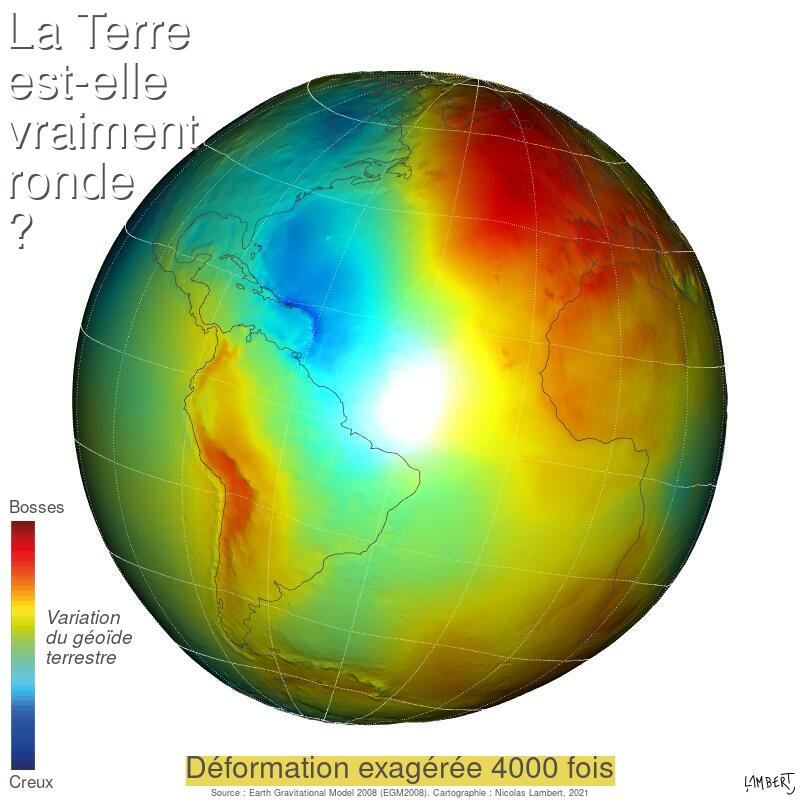 La Terre
est-elle
vraiment
ronde
?
Bosses
Variation
du géoïde
terrestre
Creux
Déformation exagérée 4000 fois
Source : Earth Gravitational Model 2008 (EGM2008). Cartographie : Nicolas Lambert, 2021
LAMBERT